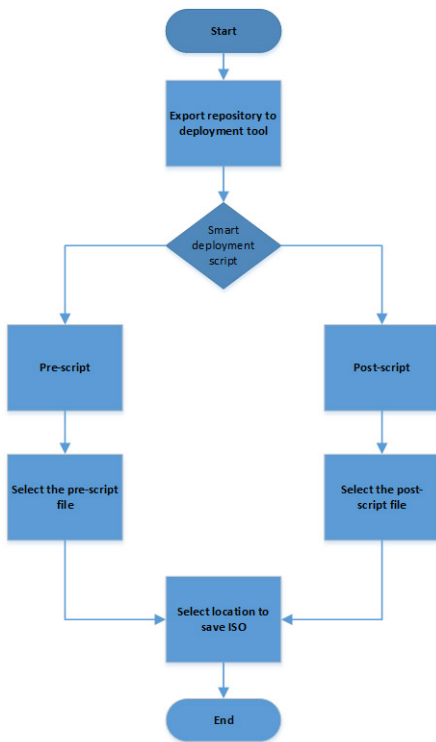 Start
Export repository to
deployment tool
Smart
deployment
script
Pre-script
Post-script
Select the pre-script
file
Select the post-
script file
Select location to
save ISO
End